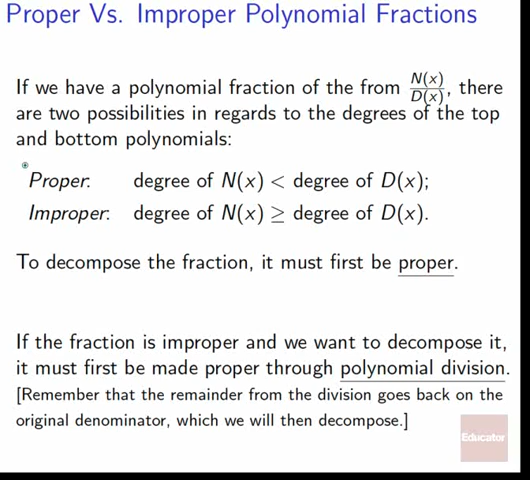 Proper Vs. Improper Polynomial Fractions
If we have a polynomial fraction of the from N(x)/D(x), there
are two possibilities in regards to the degrees of the top
and bottom polynomials:
Proper: degree of N(x) < degree of D(x);
Improper: degree of N(x) ≥ degree of D(x).
To decompose the fraction, it must first be proper.
If the fraction is improper and we want to decompose it,
it must first be made proper through polynomial division.
[Remember that the remainder from the division goes back on the
original denominator, which we will then decompose.]
Educator